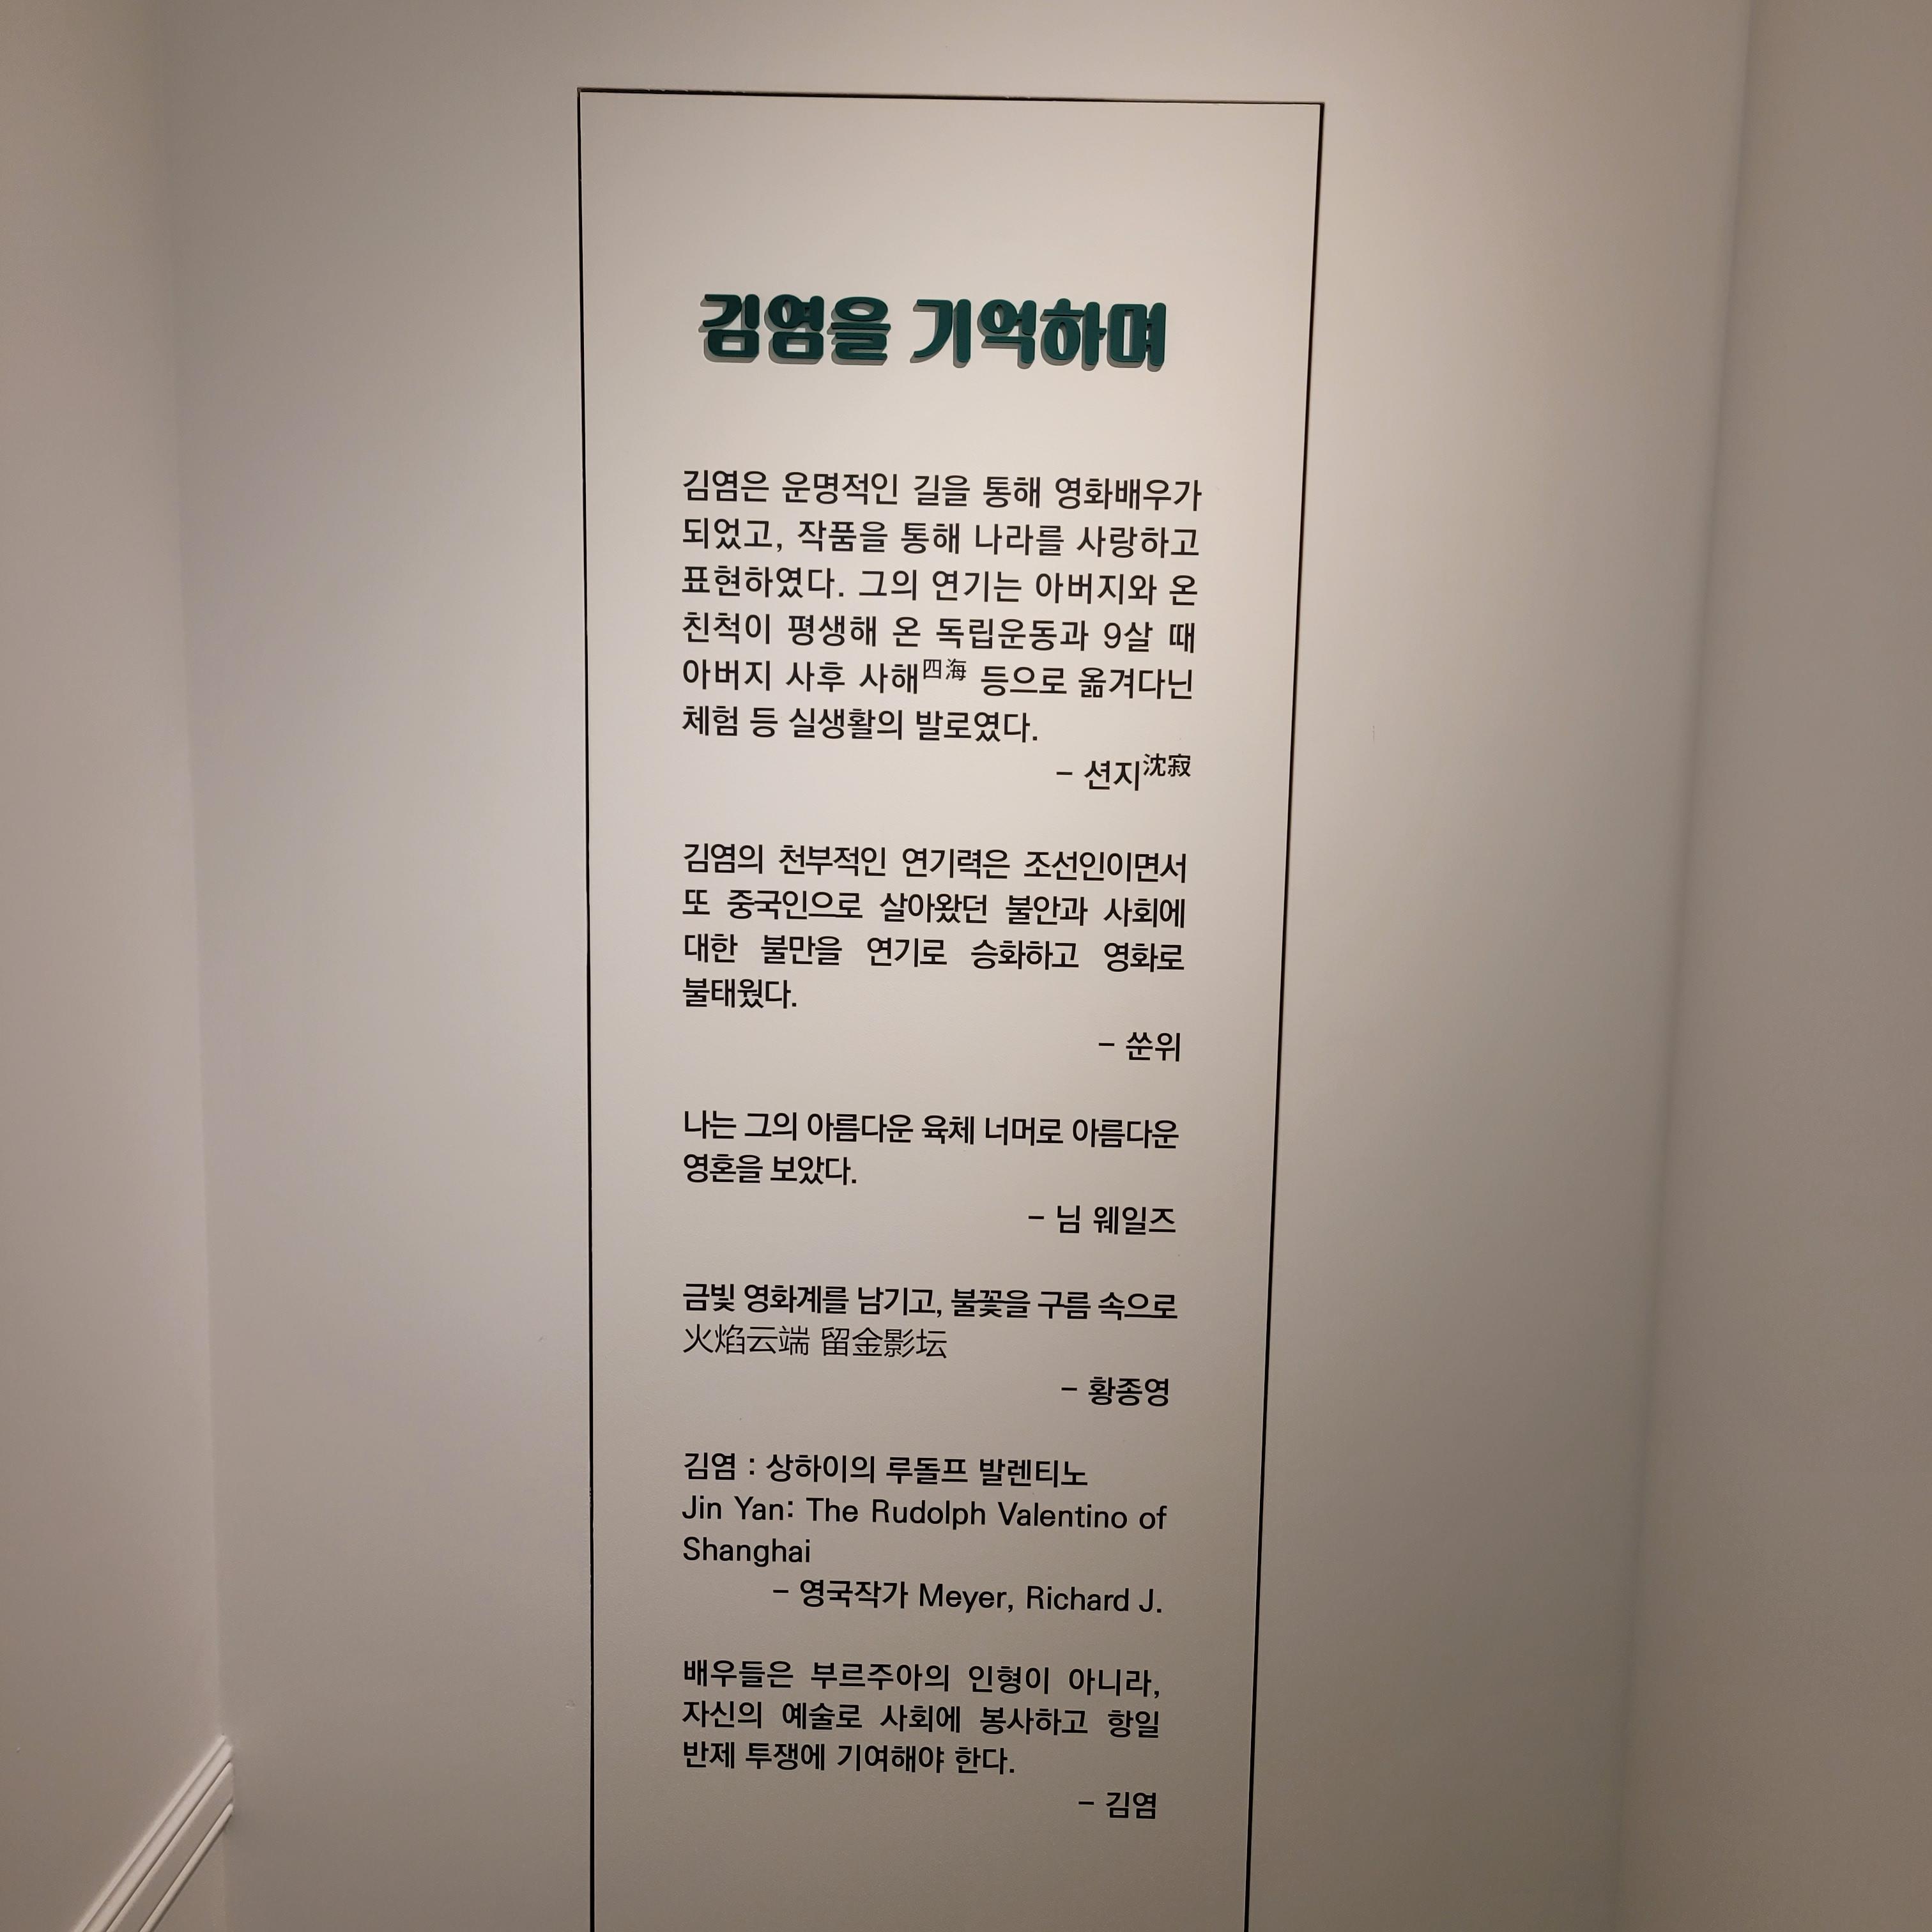 김염을 기억하며
김염은 운명적인 길을 통해 영화배우가
되었고, 작품을 통해 나라를 사랑하고
표현하였다. 그의 연기는 아버지와 온
친척이 평생해 온 독립운동과 9살 때
아버지 사후 사해四海 등으로 옮겨다닌
체험 등 실생활의 발로였다.
- 션지沈寂
김염의 천부적인 연기력은 조선인이면서
또 중국인으로 살아왔던 불안과 사회에
대한 불만을 연기로 승화하고 영화로
불태웠다.
- 쑨위
나는 그의 아름다운 육체 너머로 아름다운
영혼을 보았다.
- 님 웨일즈
금빛 영화계를 남기고, 불꽃을 구름 속으로
火焰云端 留金影坛
- 황종영
김염 : 상하이의 루돌프 발렌티노
Jin Yan: The Rudolph Valentino of
Shanghai
- 영국작가 Meyer, Richard J.
배우들은 부르주아의 인형이 아니라,
자신의 예술로 사회에 봉사하고 항일
반제 투쟁에 기여해야 한다.
- 김염